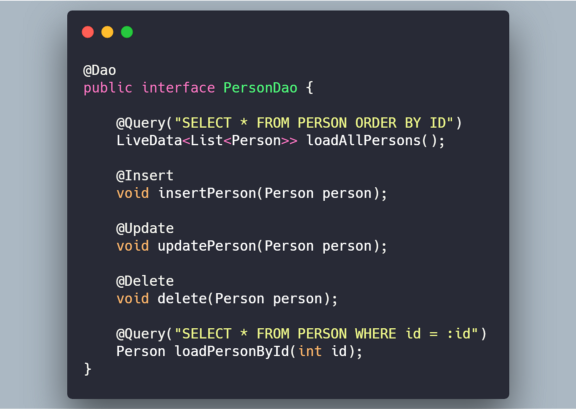 @Dao
public interface PersonDao {
@Query("SELECT * FROM PERSON ORDER BY ID")
LiveData<List<Person>> loadAllPersons();
@Insert
void insertPerson(Person person);
@Update
void updatePerson(Person person);
@Delete
void delete(Person person);
@Query("SELECT * FROM PERSON WHERE id = :id")
Person loadPersonById(int id);
}